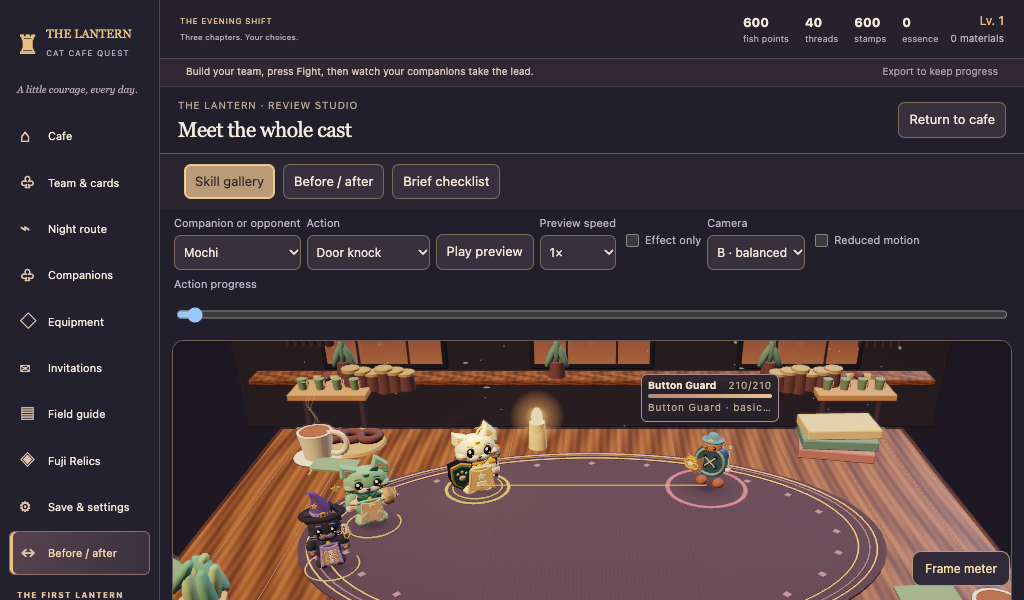 THE LANTERN
CAT CAFE QUEST
A little courage, every day.
Cafe
Team & cards
Night route
Companions
Equipment
Invitations
Field guide
Fuji Relics
Save & settings
Before / after
THE FIRST LANTERN
THE EVENING SHIFT
Three chapters. Your choices.
600
fish points
40
threads
600
stamps
0
essence
Lv. 1
0 materials
Build your team, press Fight, then watch your companions take the lead.
Export to keep progress
THE LANTERN · REVIEW STUDIO
Meet the whole cast
Return to cafe
Skill gallery
Before / after
Brief checklist
Companion or opponent
Mochi
Action
Door knock
Play preview
Preview speed
1×
Effect only
Camera
B · balanced
Reduced motion
Action progress
Button Guard 210/210
Button Guard · basic...
Frame meter